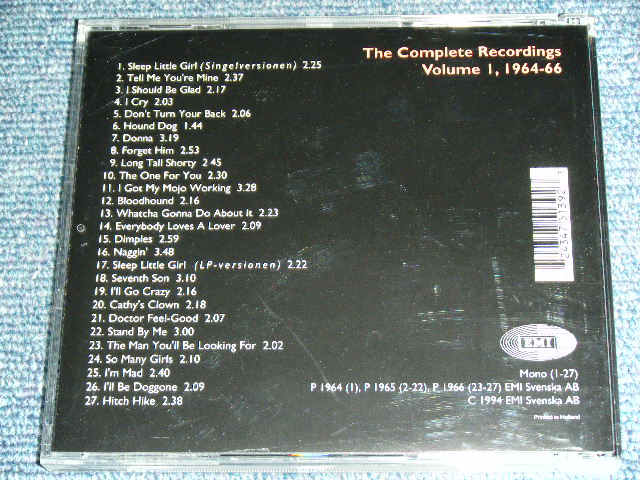 The Complete Recordings
Volume 1, 1964-66
1. Sleep Little Girl (Singelversionen) 2.25
2. Tell Me You're Mine 2.37
3. I Should Be Glad 2.17
4. I Cry 2.03
5. Don't Turn Your Back 2.06
6. Hound Dog 1.44
7. Donna 3.19
8. Forget Him 2.53
9. Long Tall Shorty 2 45
10. The One For You 2.30
11. I Got My Mojo Working 3.28
12. Bloodhound 2.16
13. Whatcha Gonna Do About It 2.23
14. Everybody Loves A Lover 2.09
15. Dimples 2.59
16. Naggin' 3.48
17. Sleep Little Girl (LP-versionen) 2.22
18. Seventh Son 3.10
19. I'll Go Crazy 2.16
20. Cathy's Clown 2.18
21. Doctor Feel-Good 2.07
22. Stand By Me 3.00
23. The Man You'll Be Looking For 2.02
24. So Many Girls 2.10
25. I'm Mad 2.40
26. I'll Be Doggone 2.09
27. Hitch Hike 2.38
EMI
Mono (1-27)
P 1964 (1), P 1965 (2-22), P 1966 (23-27) EMI Svenska AB
C 1994 EMI Svenska AB
Printed in Holland